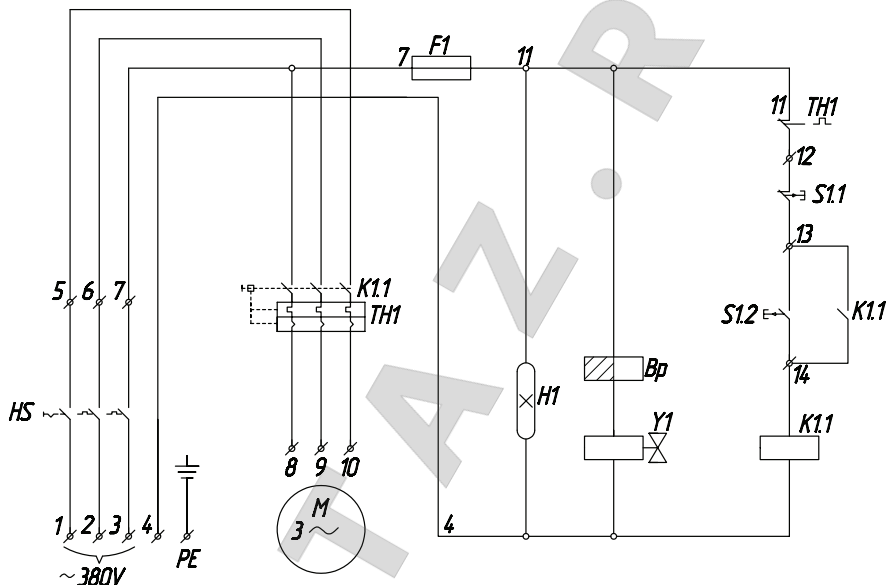 7 F1 11
11 TH1
12
S1.1
13
5 6 7 K1.1
TH1
S1.2 K1.1
Bp
14
H1
HS Y1
K1.1
8 9 10
M
3 ~
1 2 3 4 4
PE
~ 380V
TAZ.R